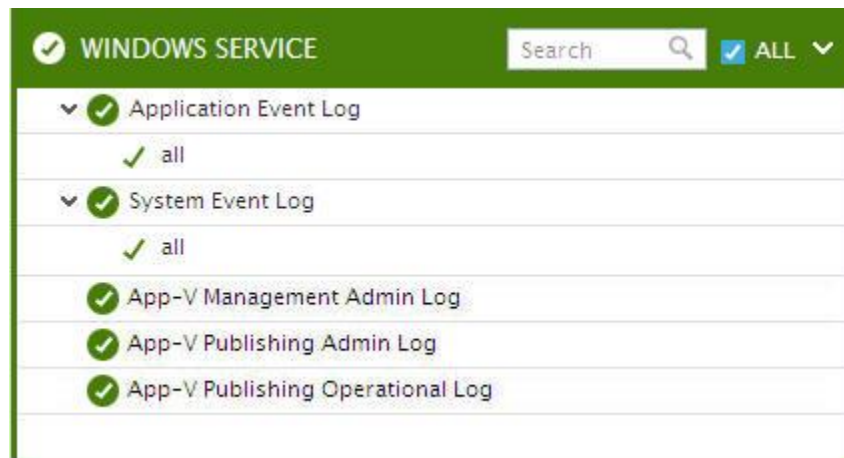 WINDOWS SERVICE Search ALL
Application Event Log
all
System Event Log
all
App-V Management Admin Log
App-V Publishing Admin Log
App-V Publishing Operational Log